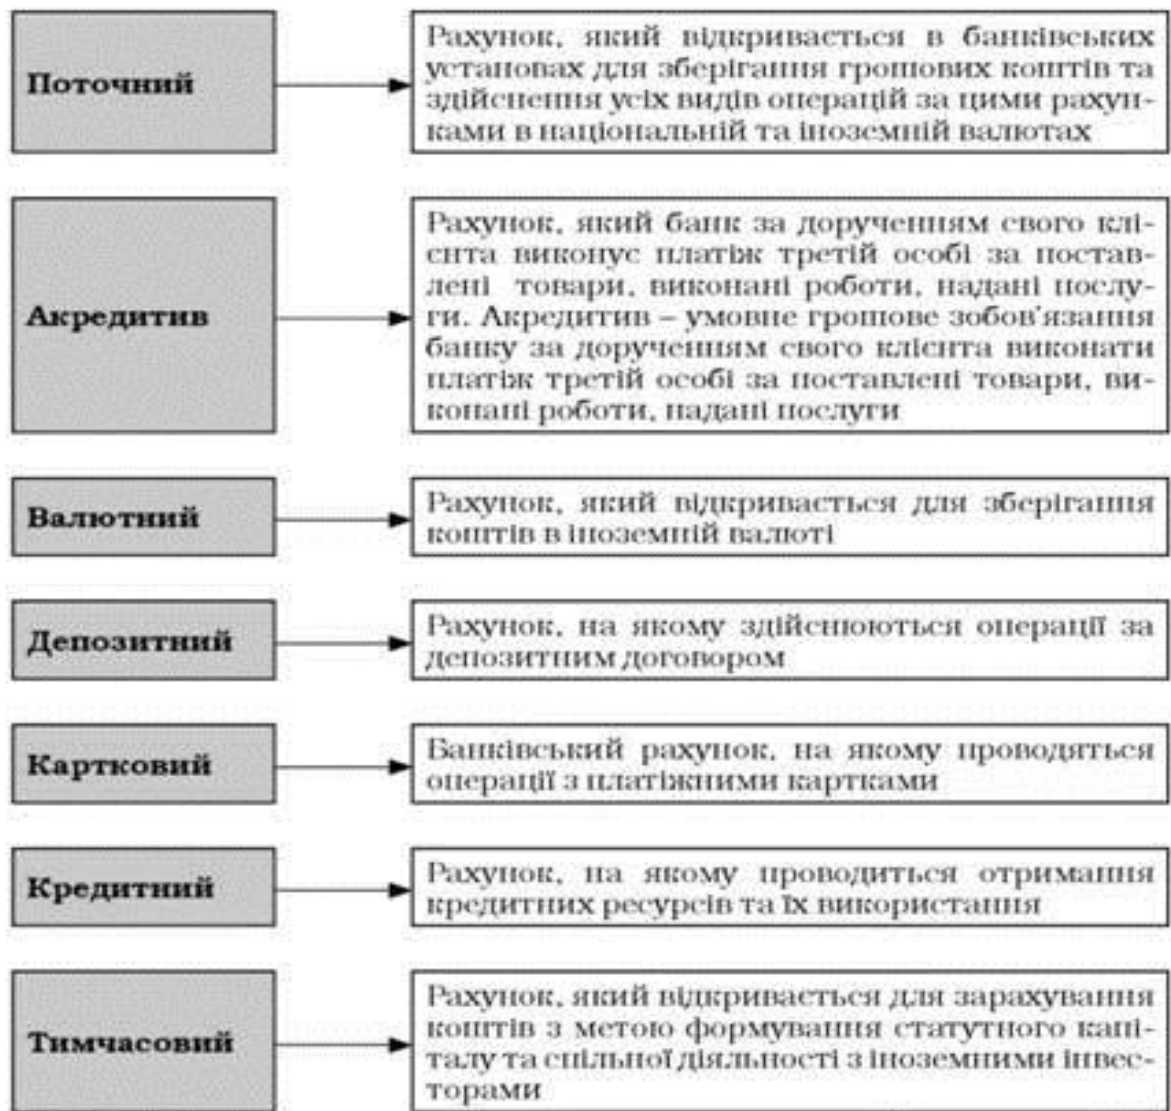 Поточний
Рахунок, який відкривається в банківських
установах для зберігання грошових коштів та
здійснення усіх видів операцій за цими рахун-
ками в національній та іноземній валютах
Акредитив
Рахунок, який банк за дорученням свого клі-
єнта виконує платіж третій особі за постав-
лені товари, виконані роботи, надані послу-
ги. Акредитив – умовне грошове зобов'язання
банку за дорученням свого клієнта виконати
платіж третій особі за поставлені товари, ви-
конані роботи, надані послуги
Валютний
Рахунок, який відкривається для зберігання
коштів в іноземній валюті
Депозитний
Рахунок, на якому здійснюються операції за
депозитним договором
Картковий
Банківський рахунок, на якому проводяться
операції з платіжними картками
Кредитний
Рахунок, на якому проводиться отримання
кредитних ресурсів та їх використання
Тимчасовий
Рахунок, який відкривається для зарахування
коштів з метою формування статутного капі-
талу та спільної діяльності з іноземними інвес-
торами